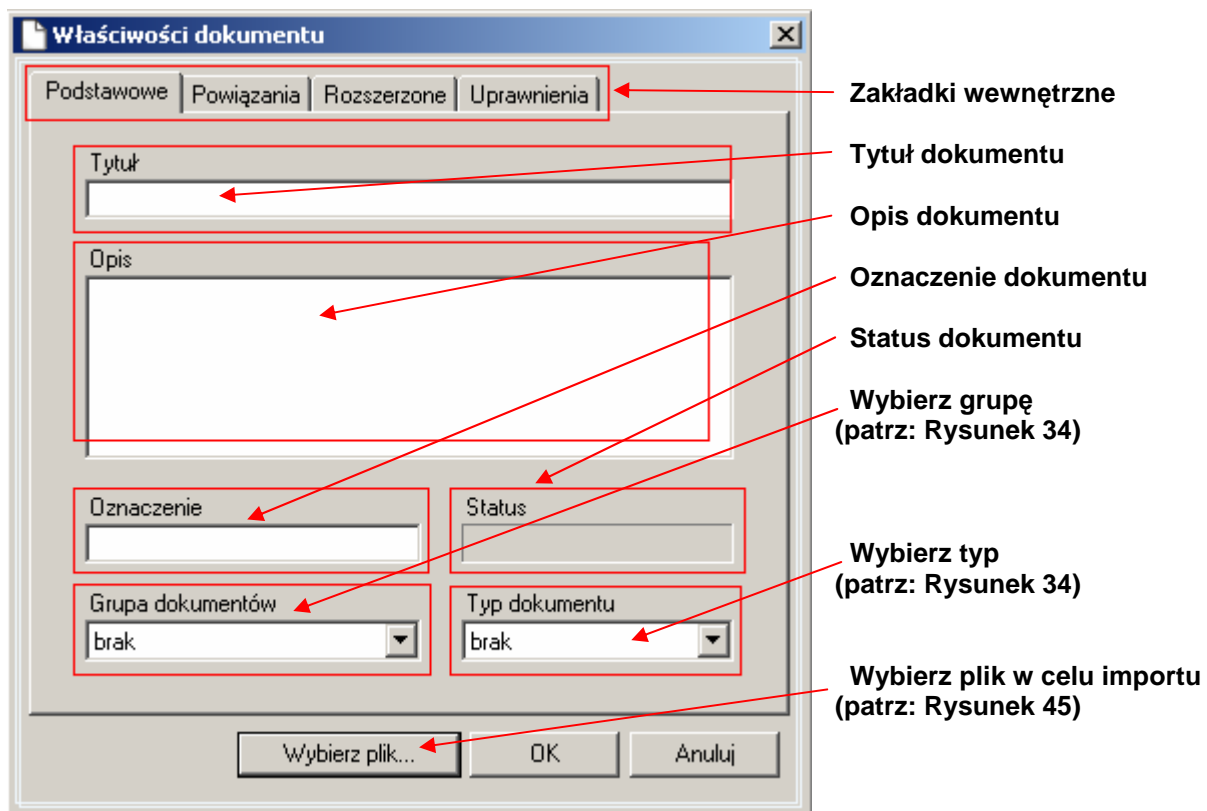 Właściwości dokumentu
Podstawowe Powiązania Rozszerzone Uprawnienia
Zakładki wewnętrzne
Tytuł
Tytuł dokumentu
Opis dokumentu
Opis
Oznaczenie dokumentu
Status dokumentu
Wybierz grupę
(patrz: Rysunek 34)
Oznaczenie
Status
Wybierz typ
(patrz: Rysunek 34)
Grupa dokumentów
Typ dokumentu
brak
brak
Wybierz plik w celu importu
(patrz: Rysunek 45)
Wybierz plik...
OK
Anuluj